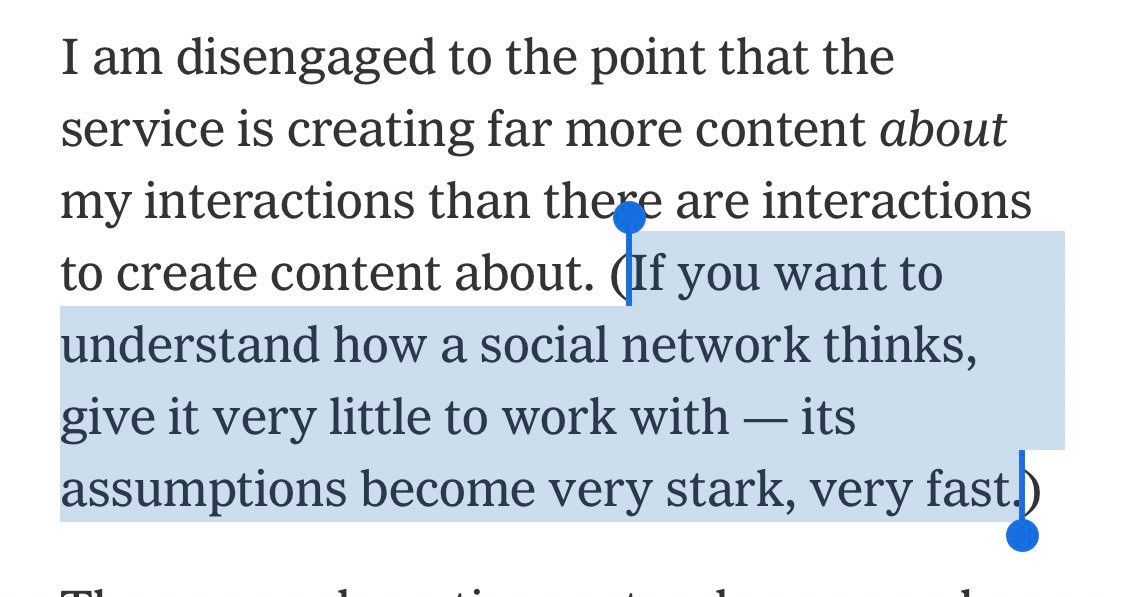 I am disengaged to the point that the
service is creating far more content about
my interactions than there are interactions
to create content about. (If you want to
understand how a social network thinks,
give it very little to work with — its
assumptions become very stark, very fast.)